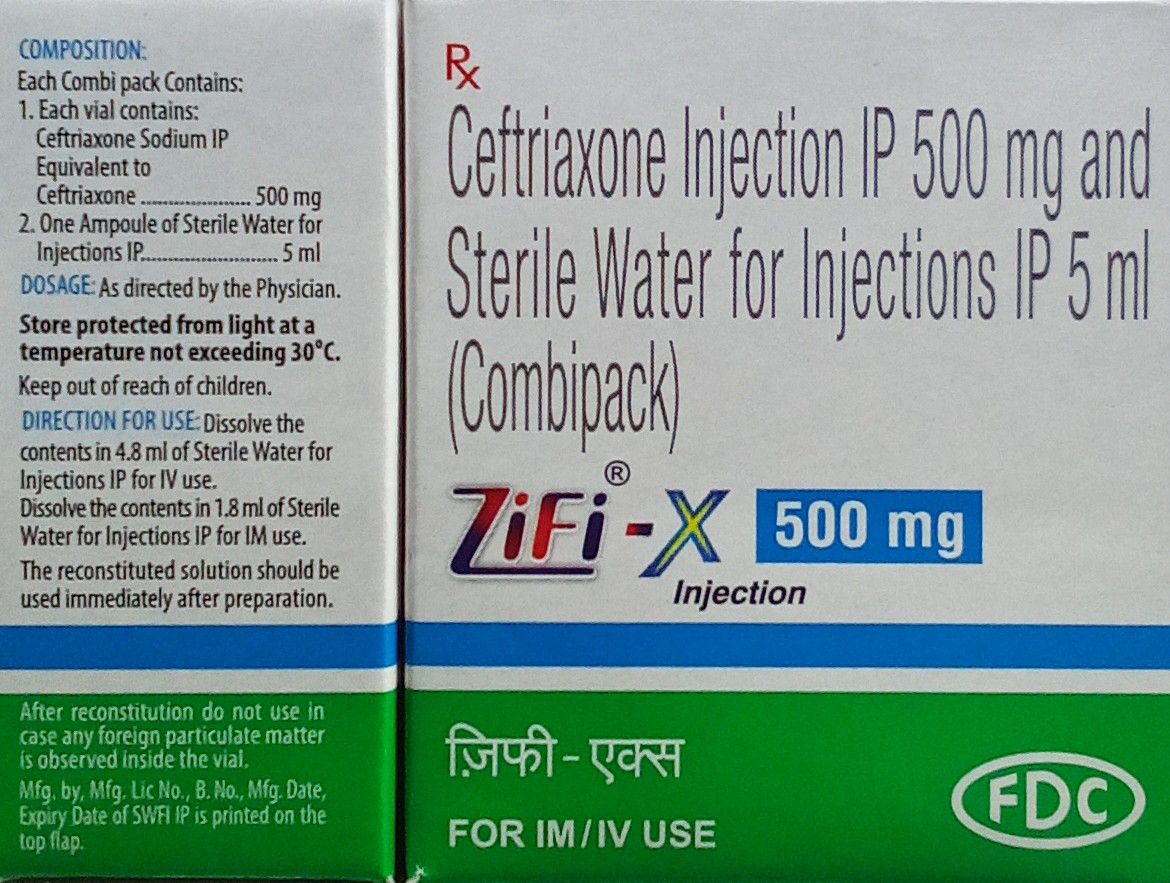 COMPOSITION:
Each Combi pack Contains:
1. Each vial contains:
Ceftriaxone Sodium IP
Equivalent to
Ceftriaxone ...................... 500 mg
2. One Ampoule of Sterile Water for
Injections IP.......................... 5 ml
DOSAGE: As directed by the Physician.
Store protected from light at a
temperature not exceeding 30°C.
Keep out of reach of children.
DIRECTION FOR USE: Dissolve the
contents in 4.8 ml of Sterile Water for
Injections IP for IV use.
Dissolve the contents in 1.8 ml of Sterile
Water for Injections IP for IM use.
The reconstituted solution should be
used immediately after preparation.
After reconstitution do not use in
case any foreign particulate matter
is observed inside the vial.
Mfg. by, Mfg. Lic No., B. No., Mfg. Date,
Expiry Date of SWFI IP is printed on the
top flap.
Rx
Ceftriaxone Injection IP 500 mg and
Sterile Water for Injections IP 5 ml
(Combipack)
ZiFi®-X 500 mg
Injection
ज़िफी - एक्स
FOR IM/IV USE
FDC